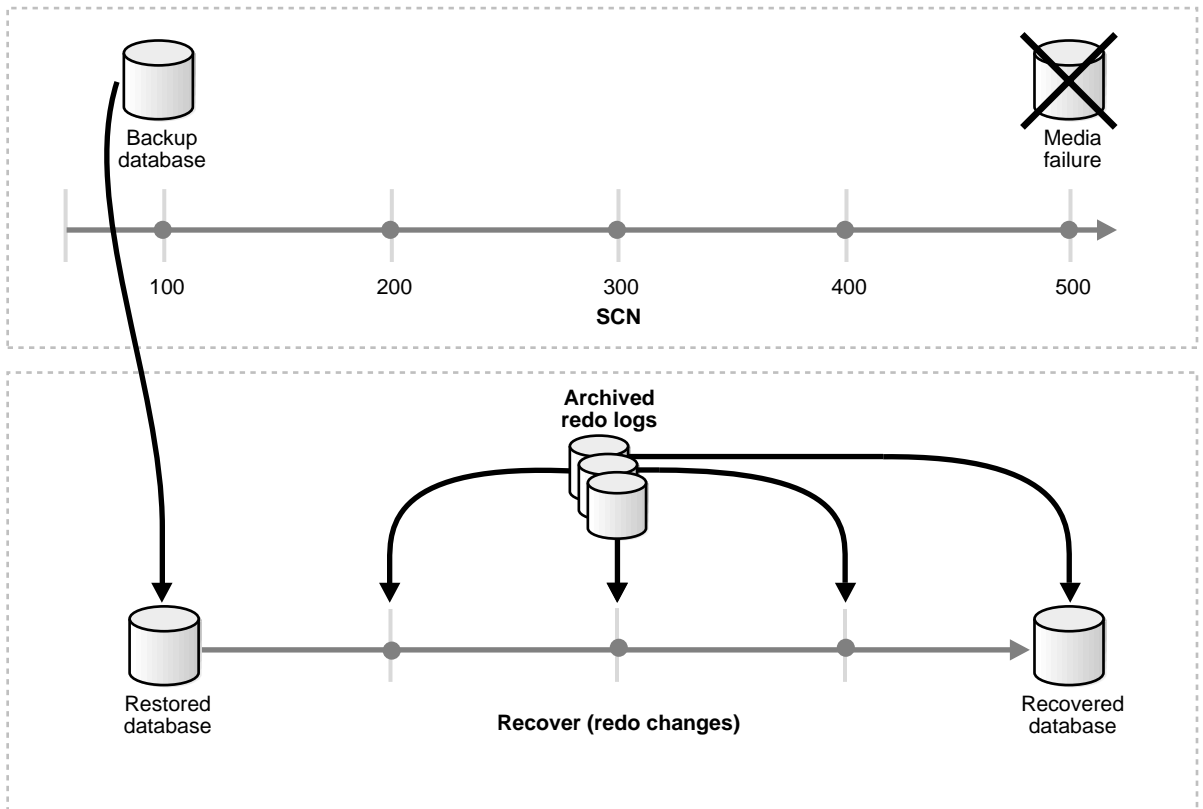 Backup
database
Media
failure
100
200
300
400
500
SCN
Archived
redo logs
Restored
database
Recover (redo changes)
Recovered
database